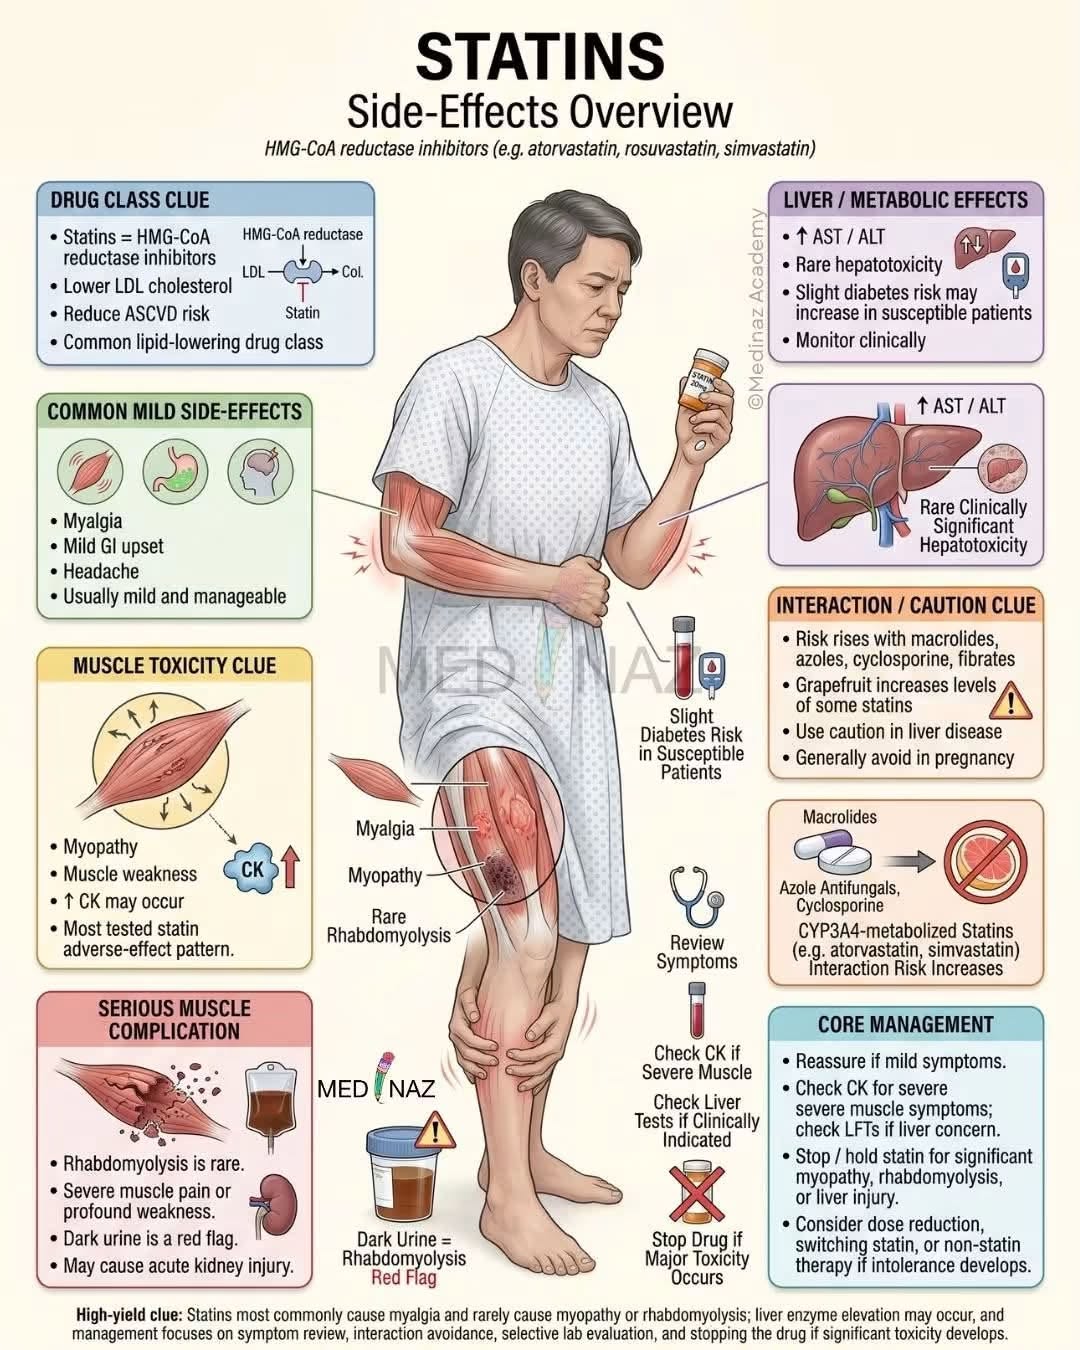 STATINS
Side-Effects Overview
HMG-CoA reductase inhibitors (e.g. atorvastatin, rosuvastatin, simvastatin)
DRUG CLASS CLUE
• Statins = HMG-CoA
reductase inhibitors
• Lower LDL cholesterol
• Reduce ASCVD risk
• Common lipid-lowering drug class
HMG-CoA reductase
LDL
Col.
Statin
COMMON MILD SIDE-EFFECTS
• Myalgia
• Mild GI upset
• Headache
• Usually mild and manageable
MUSCLE TOXICITY CLUE
CK
• Myopathy
• Muscle weakness
• ↑ CK may occur
• Most tested statin
adverse-effect pattern.
SERIOUS MUSCLE
COMPLICATION
• Rhabdomyolysis is rare.
• Severe muscle pain or
profound weakness.
• Dark urine is a red flag.
• May cause acute kidney injury.
STATIN
20mg
©Medinaz Academy
MED NAZ
Slight
Diabetes Risk
in Susceptible
Patients
Myalgia
Myopathy
Rare
Rhabdomyolysis
MED NAZ
Dark Urine =
Rhabdomyolysis
Red Flag
Review
Symptoms
Check CK if
Severe Muscle
Check Liver
Tests if Clinically
Indicated
Stop Drug if
Major Toxicity
Occurs
LIVER / METABOLIC EFFECTS
• ↑ AST / ALT
• Rare hepatotoxicity
• Slight diabetes risk may
increase in susceptible patients
• Monitor clinically
↑ AST / ALT
Rare Clinically
Significant
Hepatotoxicity
INTERACTION / CAUTION CLUE
• Risk rises with macrolides,
azoles, cyclosporine, fibrates
• Grapefruit increases levels
of some statins
• Use caution in liver disease
• Generally avoid in pregnancy
Macrolides
Azole Antifungals,
Cyclosporine
CYP3A4-metabolized Statins
(e.g. atorvastatin, simvastatin)
Interaction Risk Increases
CORE MANAGEMENT
• Reassure if mild symptoms.
• Check CK for severe
severe muscle symptoms;
check LFTs if liver concern.
• Stop / hold statin for significant
myopathy, rhabdomyolysis,
or liver injury.
• Consider dose reduction,
switching statin, or non-statin
therapy if intolerance develops.
High-yield clue: Statins most commonly cause myalgia and rarely cause myopathy or rhabdomyolysis; liver enzyme elevation may occur, and
management focuses on symptom review, interaction avoidance, selective lab evaluation, and stopping the drug if significant toxicity develops.